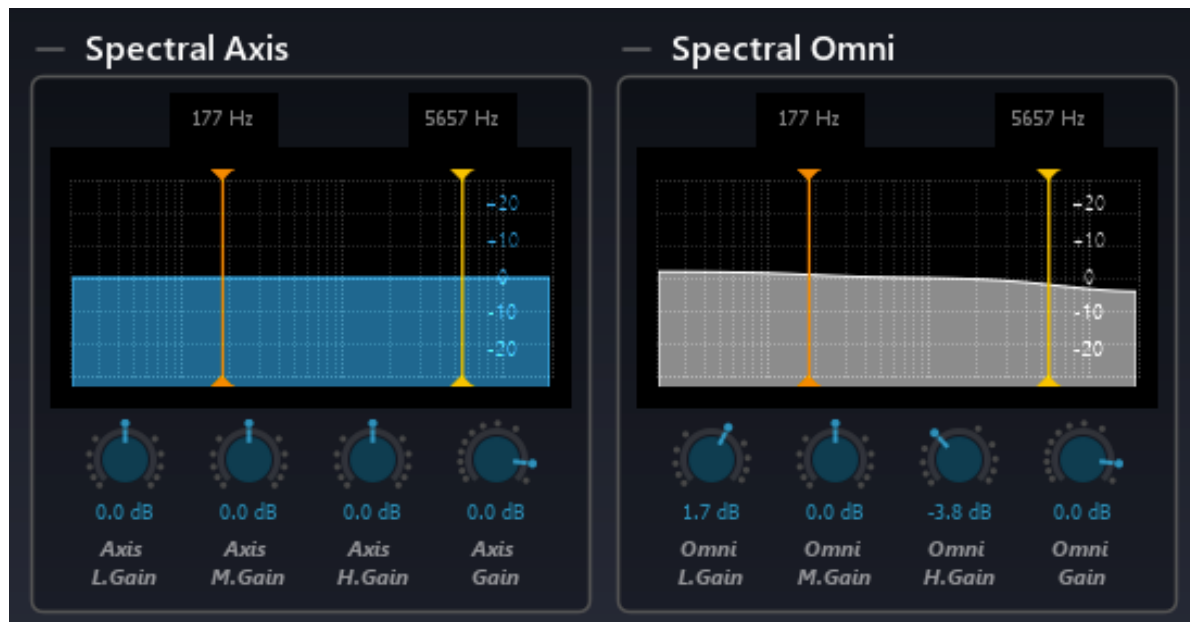 Spectral Axis
177 Hz 5657 Hz
+20
+10
0
-10
-20
0.0 dB 0.0 dB 0.0 dB 0.0 dB
Axis Axis Axis Axis
L.Gain M.Gain H.Gain Gain
Spectral Omni
177 Hz 5657 Hz
+20
+10
0
-10
-20
1.7 dB 0.0 dB -3.8 dB 0.0 dB
Omni Omni Omni Omni
L.Gain M.Gain H.Gain Gain